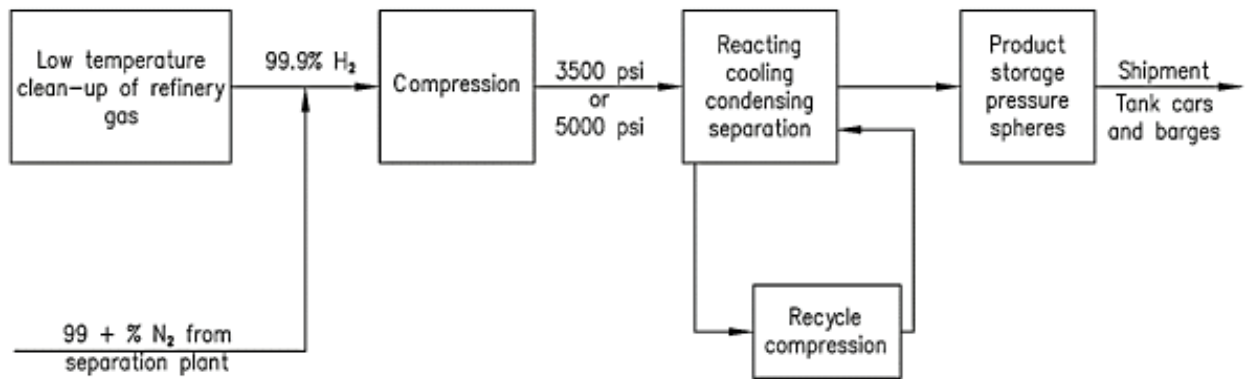 Low temperature
clean-up of refinery
gas
99.9% H₂
Compression
3500 psi
or
5000 psi
Reacting
cooling
condensing
separation
Product
storage
pressure
spheres
Shipment
Tank cars
and barges
99 + % N₂ from
separation plant
Recycle
compression